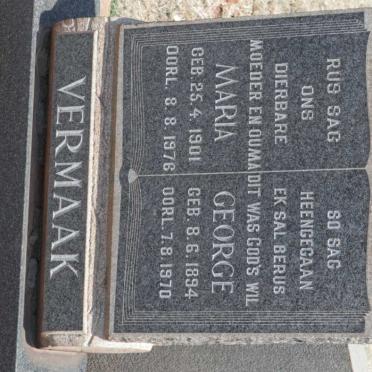 RUS SAG
ONS
DIERBARE
MOEDER EN OUMA
MARIA
GEB. 25. 4. 1901
OORL. 8. 8. 1976
SO SAG
HEENGEGAAN
EK SAL BERUS
DIT WAS GOD'S WIL
GEORGE
GEB. 8. 6. 1894
OORL. 7. 8. 1970
VERMAAK